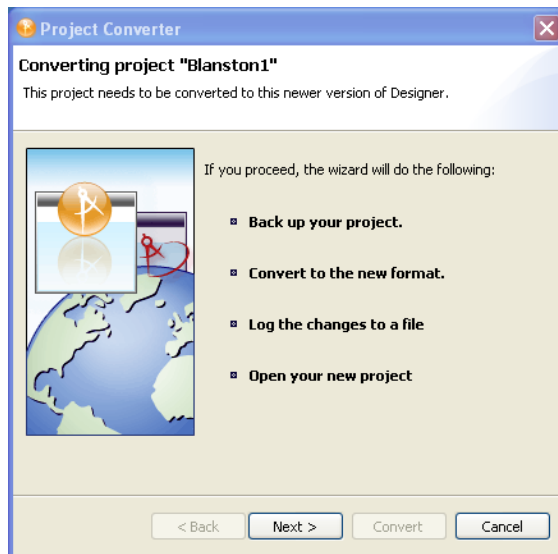 Project Converter
Converting project "Blanston1"
This project needs to be converted to this newer version of Designer.
If you proceed, the wizard will do the following:
Back up your project.
Convert to the new format.
Log the changes to a file
Open your new project
< Back Next > Convert Cancel